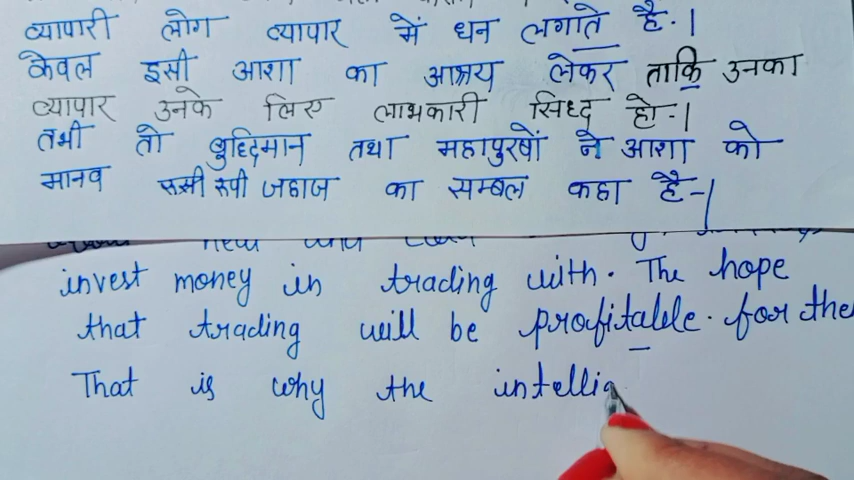 व्यापारी लोग व्यापार में धन लगाते है।
केवल इसी आशा का आश्रय लेकर ताकि उनका
व्यापार उनके लिए लाभकारी सिध्द हो।
तभी तो बुध्दिमान तथा महापुरषों ने आशा को
मानव रूपी जहाज का सम्बल कहा है।
invest money in trading with. The hope
that trading will be profitable. for the
That is why the intellig